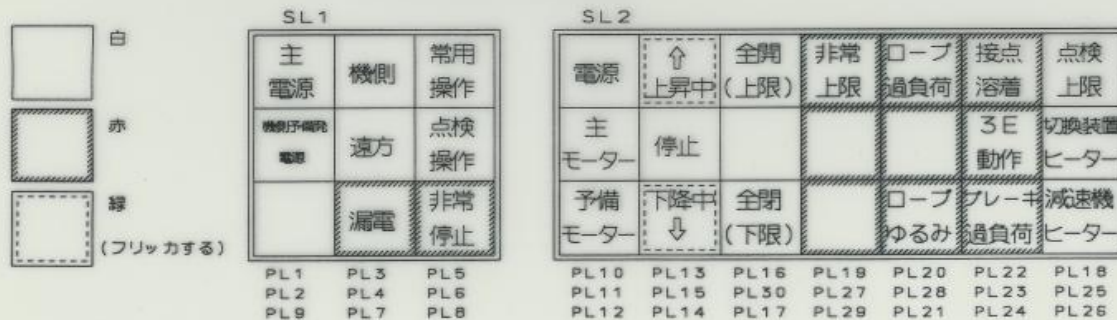 白
赤
緑
(フリッカする)
SL1
主電源
機側
常用操作
機側予備発電源
遠方
点検操作
漏電
非常停止
PL1 PL3 PL5
PL2 PL4 PL6
PL9 PL7 PL8
SL2
電源
⇧上昇中
全開(上限)
非常上限
ロープ過負荷
接点溶着
点検上限
主モーター
停止
3E動作
切換装置ヒーター
予備モーター
下降中⇩
全閉(下限)
ロープゆるみ
ブレーキ過負荷
減速機ヒーター
PL10 PL13 PL16 PL19 PL20 PL22 PL18
PL11 PL15 PL30 PL27 PL28 PL23 PL25
PL12 PL14 PL17 PL29 PL21 PL24 PL26